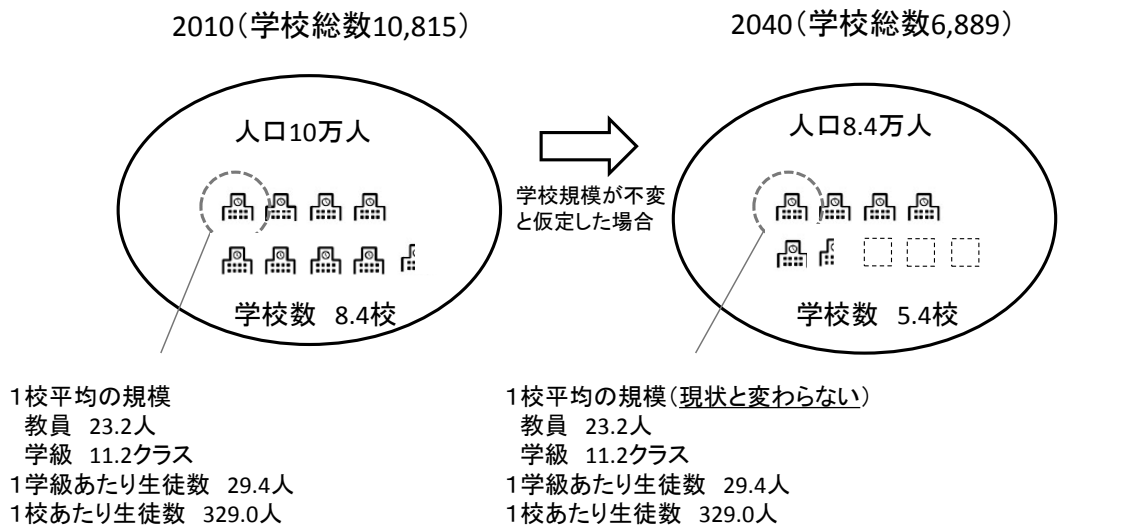 2010（学校総数10,815）
人口10万人
学校数　8.4校
学校規模が不変
と仮定した場合
2040（学校総数6,889）
人口8.4万人
学校数　5.4校
１校平均の規模
教員　23.2人
学級　11.2クラス
１学級あたり生徒数　29.4人
１校あたり生徒数　329.0人
１校平均の規模（現状と変わらない）
教員　23.2人
学級　11.2クラス
１学級あたり生徒数　29.4人
１校あたり生徒数　329.0人